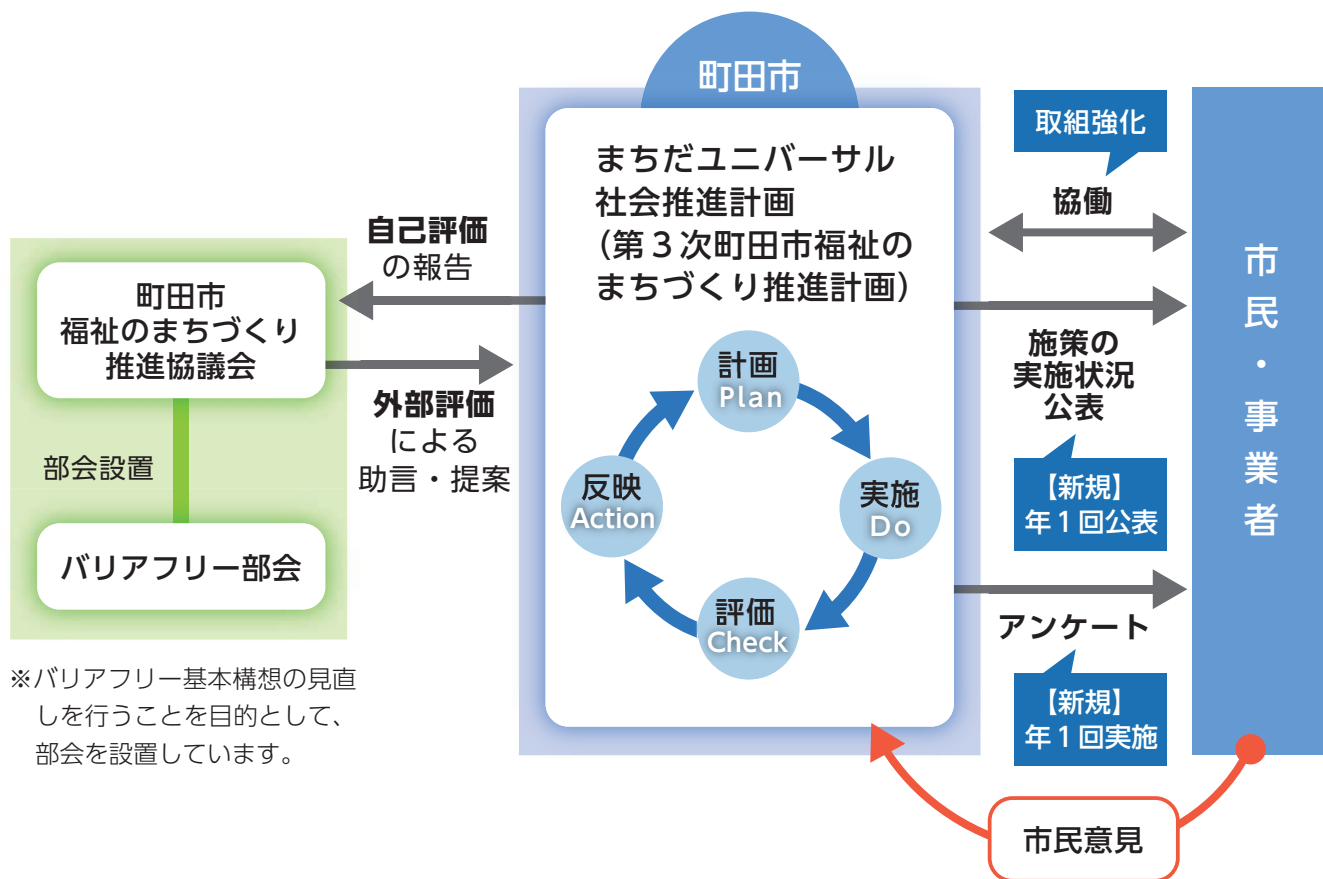 町田市
まちだユニバーサル
社会推進計画
（第３次町田市福祉の
まちづくり推進計画）
計画
Plan
実施
Do
評価
Check
反映
Action
自己評価
の報告
外部評価
による
助言・提案
町田市
福祉のまちづくり
推進協議会
部会設置
バリアフリー部会
※バリアフリー基本構想の見直
しを行うことを目的として、
部会を設置しています。
取組強化
協働
施策の
実施状況
公表
【新規】
年１回公表
アンケート
【新規】
年１回実施
市民・事業者
市民意見